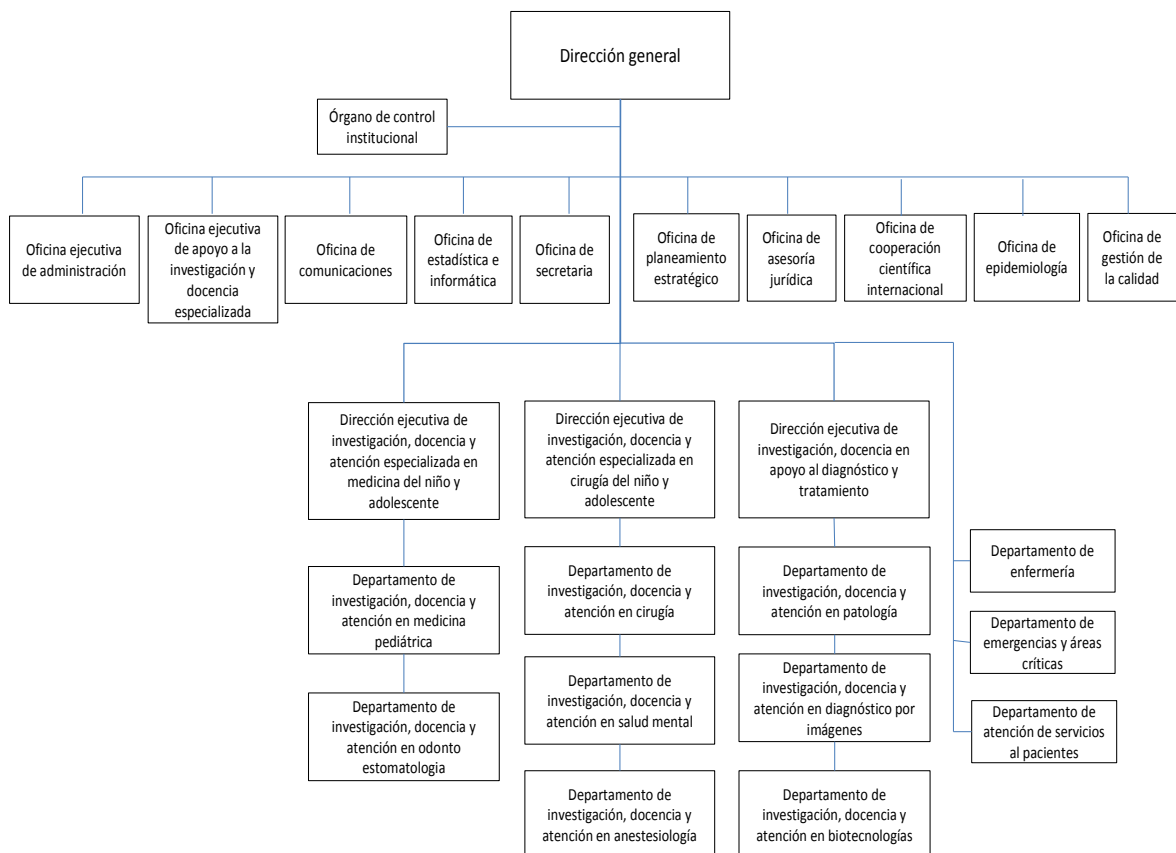 Dirección general
Órgano de control
institucional
Oficina ejecutiva
de administración
Oficina ejecutiva
de apoyo a la
investigación y
docencia
especializada
Oficina de
comunicaciones
Oficina de
estadística e
informática
Oficina de
secretaria
Oficina de
planeamiento
estratégico
Oficina de
asesoría
jurídica
Oficina de
cooperación
científica
internacional
Oficina de
epidemiología
Oficina de
gestión de
la calidad
Dirección ejecutiva de
investigación, docencia y
atención especializada en
medicina del niño y
adolescente
Dirección ejecutiva de
investigación, docencia y
atención especializada en
cirugía del niño y
adolescente
Dirección ejecutiva de
investigación, docencia en
apoyo al diagnóstico y
tratamiento
Departamento de
investigación, docencia y
atención en medicina
pediátrica
Departamento de
investigación, docencia y
atención en odonto
estomatologia
Departamento de
investigación, docencia y
atención en cirugía
Departamento de
investigación, docencia y
atención en salud mental
Departamento de
investigación, docencia y
atención en anestesiología
Departamento de
investigación, docencia y
atención en patología
Departamento de
investigación, docencia y
atención en diagnóstico por
imágenes
Departamento de
investigación, docencia y
atención en biotecnologías
Departamento de
enfermería
Departamento de
emergencias y áreas
críticas
Departamento de
atención de servicios
al pacientes